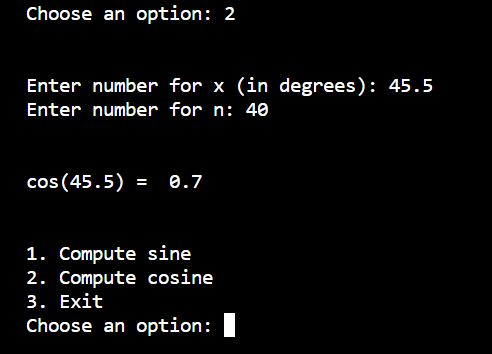 Choose an option: 2
Enter number for x (in degrees): 45.5
Enter number for n: 40
cos(45.5) =  0.7
1. Compute sine
2. Compute cosine
3. Exit
Choose an option: